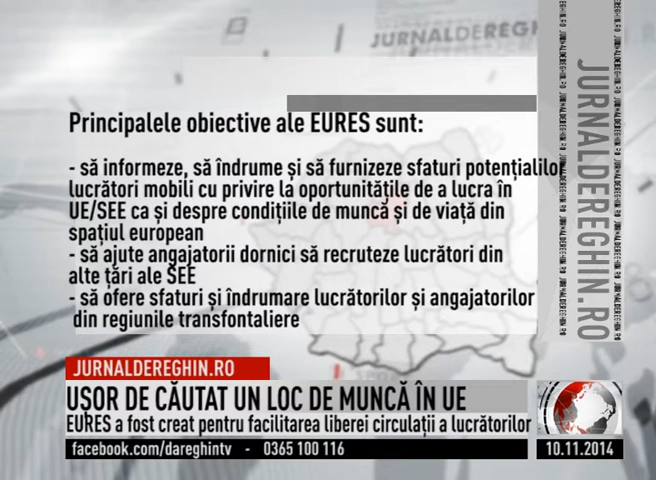 JURNALDEREGHIN
JURNALDEREGHIN.RO
Principalele obiective ale EURES sunt:
- să informeze, să îndrume și să furnizeze sfaturi potențialilor
lucrători mobili cu privire la oportunitățile de a lucra în
UE/SEE ca și despre condițiile de muncă și de viață din
spațiul european
- să ajute angajatorii dornici să recruteze lucrători din
alte țări ale SEE
- să ofere sfaturi și îndrumare lucrătorilor și angajatorilor
din regiunile transfontaliere
JURNALDEREGHIN.RO
UȘOR DE CĂUTAT UN LOC DE MUNCĂ ÎN UE
EURES a fost creat pentru facilitarea liberei circulații a lucrătorilor
facebook.com/dareghintv - 0365 100 116
10.11.2014